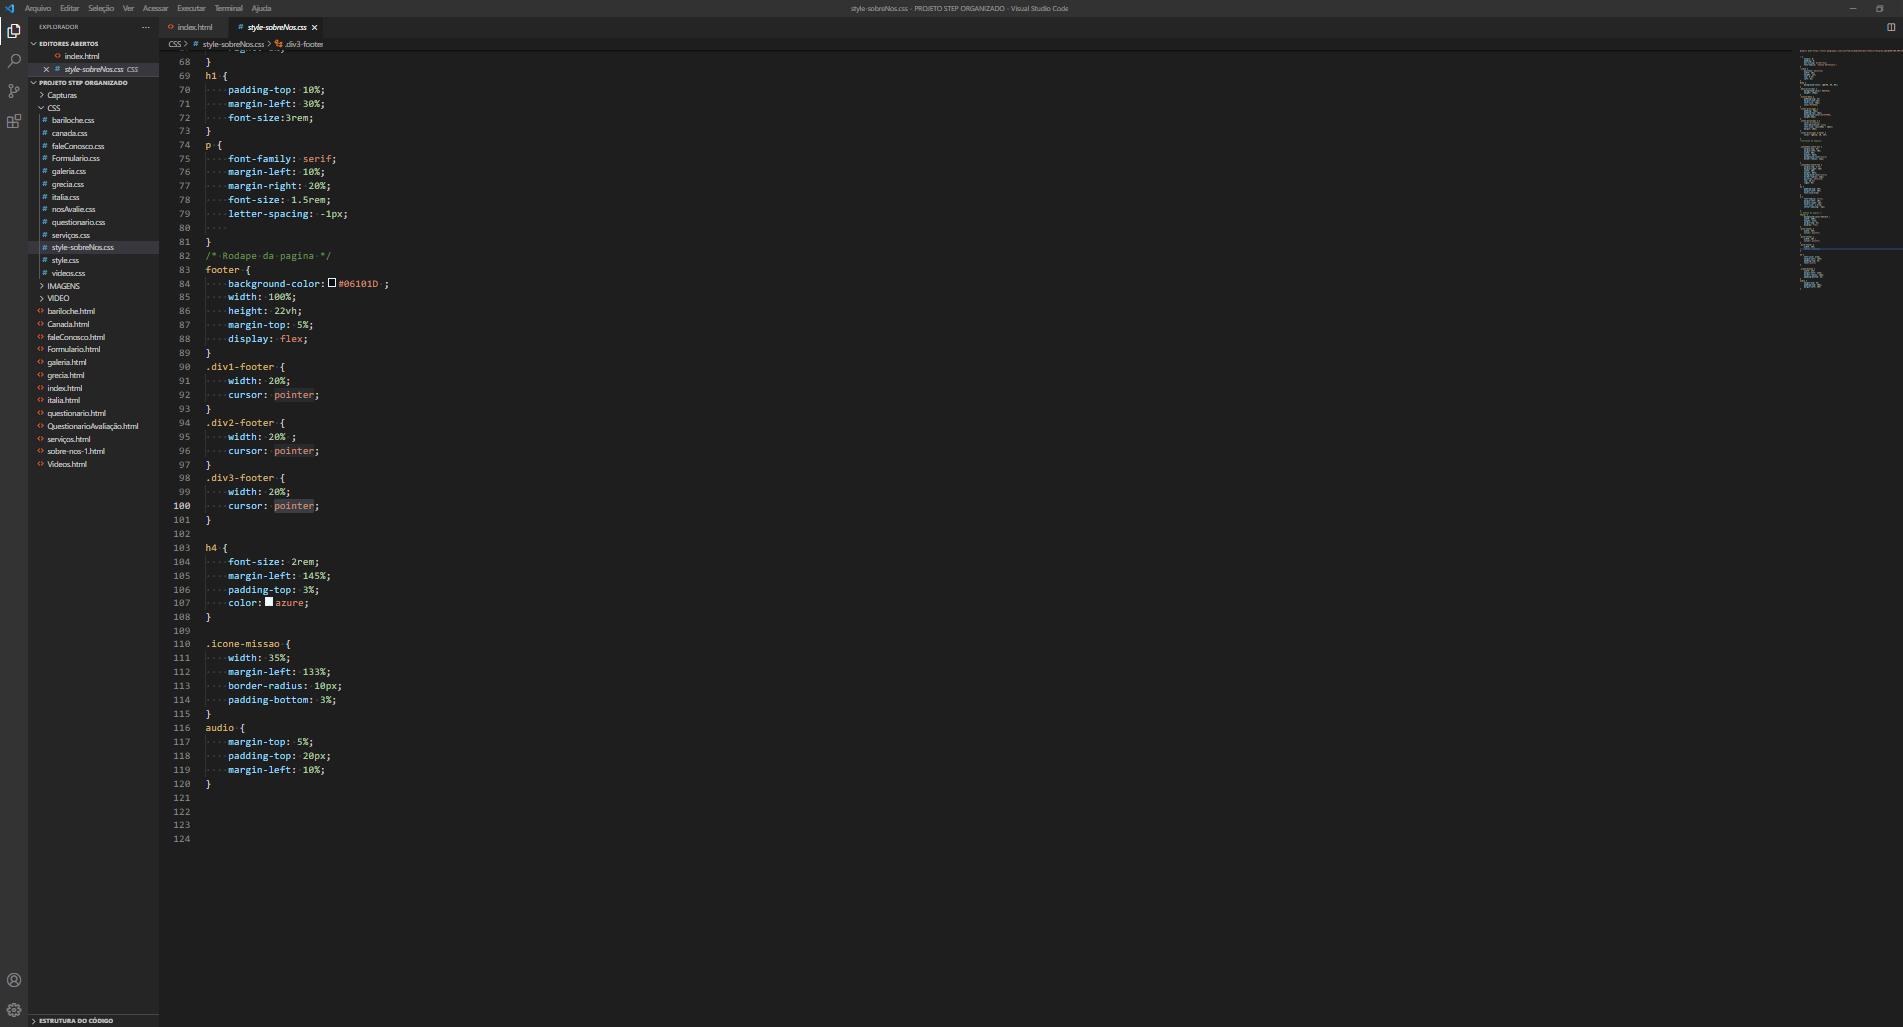 Arquivo Editar Seleção Ver Acessar Executar Terminal Ajuda
style-sobreNos.css - PROJETO STEP ORGANIZADO - Visual Studio Code
EXPLORADOR ...
EDITORES ABERTOS
index.html
style-sobreNos.css CSS
PROJETO STEP ORGANIZADO
Capturas
CSS
# bariloche.css
# canada.css
# faleConosco.css
# Formulario.css
# galeria.css
# grecia.css
# italia.css
# nosAvalie.css
# questionario.css
# serviços.css
# style-sobreNos.css
# style.css
# videos.css
IMAGENS
VIDEO
bariloche.html
Canada.html
faleConosco.html
Formulario.html
galeria.html
grecia.html
index.html
italia.html
questionario.html
QuestionarioAvaliação.html
serviços.html
sobre-nos-1.html
Videos.html
ESTRUTURA DO CÓDIGO
index.html # style-sobreNos.css
CSS > # style-sobreNos.css > .div3-footer
68 }
69 h1 {
70 padding-top: 10%;
71 margin-left: 30%;
72 font-size:3rem;
73 }
74 p {
75 font-family: serif;
76 margin-left: 10%;
77 margin-right: 20%;
78 font-size: 1.5rem;
79 letter-spacing: -1px;
80
81 }
82 /* Rodape da pagina */
83 footer {
84 background-color: #06101D ;
85 width: 100%;
86 height: 22vh;
87 margin-top: 5%;
88 display: flex;
89 }
90 .div1-footer {
91 width: 20%;
92 cursor: pointer;
93 }
94 .div2-footer {
95 width: 20% ;
96 cursor: pointer;
97 }
98 .div3-footer {
99 width: 20%;
100 cursor: pointer;
101 }
102
103 h4 {
104 font-size: 2rem;
105 margin-left: 145%;
106 padding-top: 3%;
107 color: azure;
108 }
109
110 .icone-missao {
111 width: 35%;
112 margin-left: 133%;
113 border-radius: 10px;
114 padding-bottom: 3%;
115 }
116 audio {
117 margin-top: 5%;
118 padding-top: 20px;
119 margin-left: 10%;
120 }
121
122
123
124